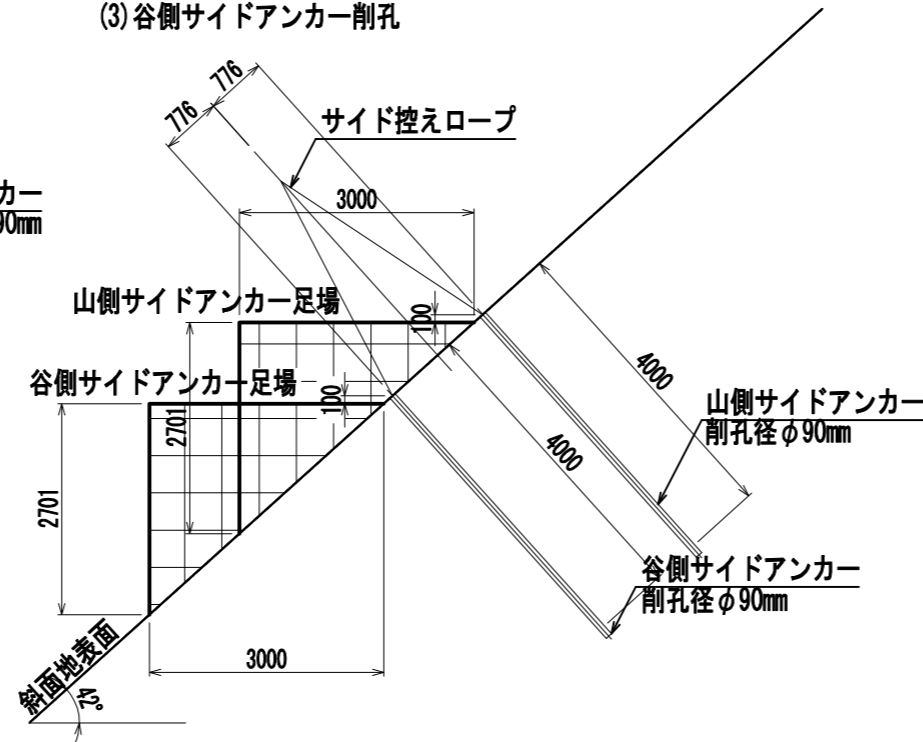 (3)谷側サイドアンカー削孔
776
776
サイド控えロープ
カー
90mm
3000
山側サイドアンカー足場
100
谷側サイドアンカー足場
100
2701
4000
山側サイドアンカー
削孔径φ90mm
4000
2701
谷側サイドアンカー
削孔径φ90mm
3000
斜面地表面
42°